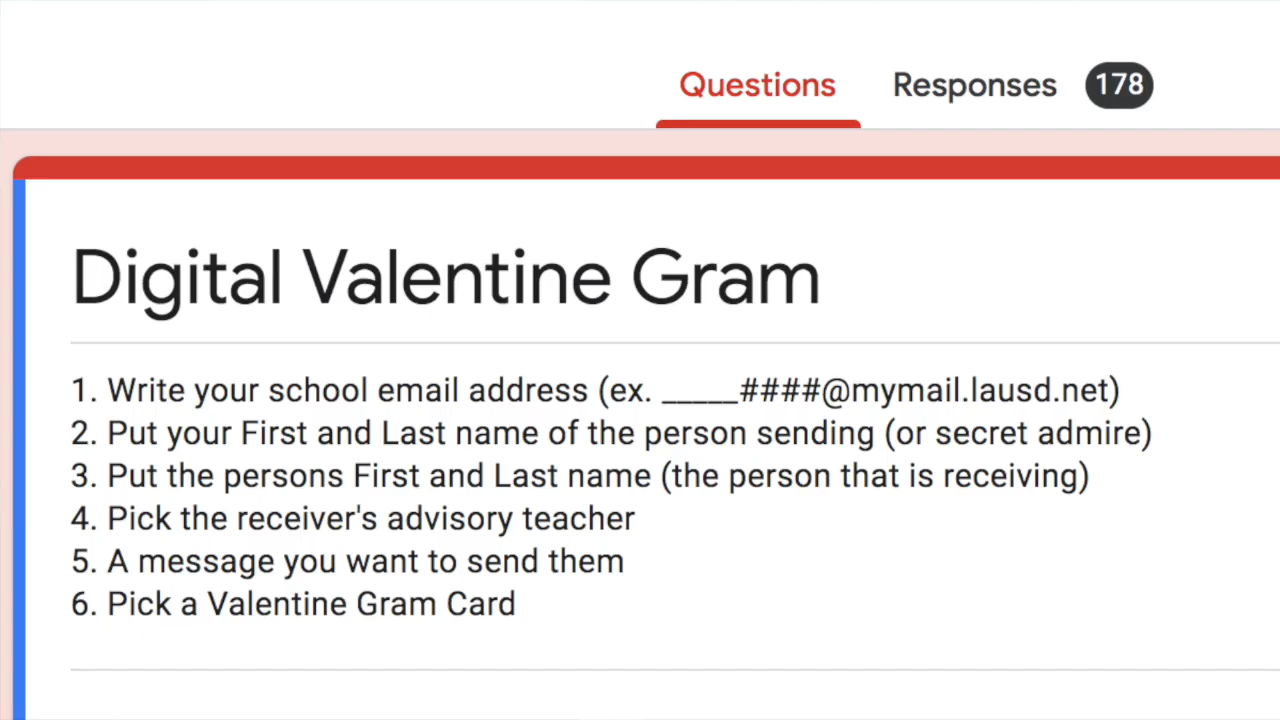 Questions Responses 178
Digital Valentine Gram
1. Write your school email address (ex. _____####@mymail.lausd.net)
2. Put your First and Last name of the person sending (or secret admire)
3. Put the persons First and Last name (the person that is receiving)
4. Pick the receiver's advisory teacher
5. A message you want to send them
6. Pick a Valentine Gram Card